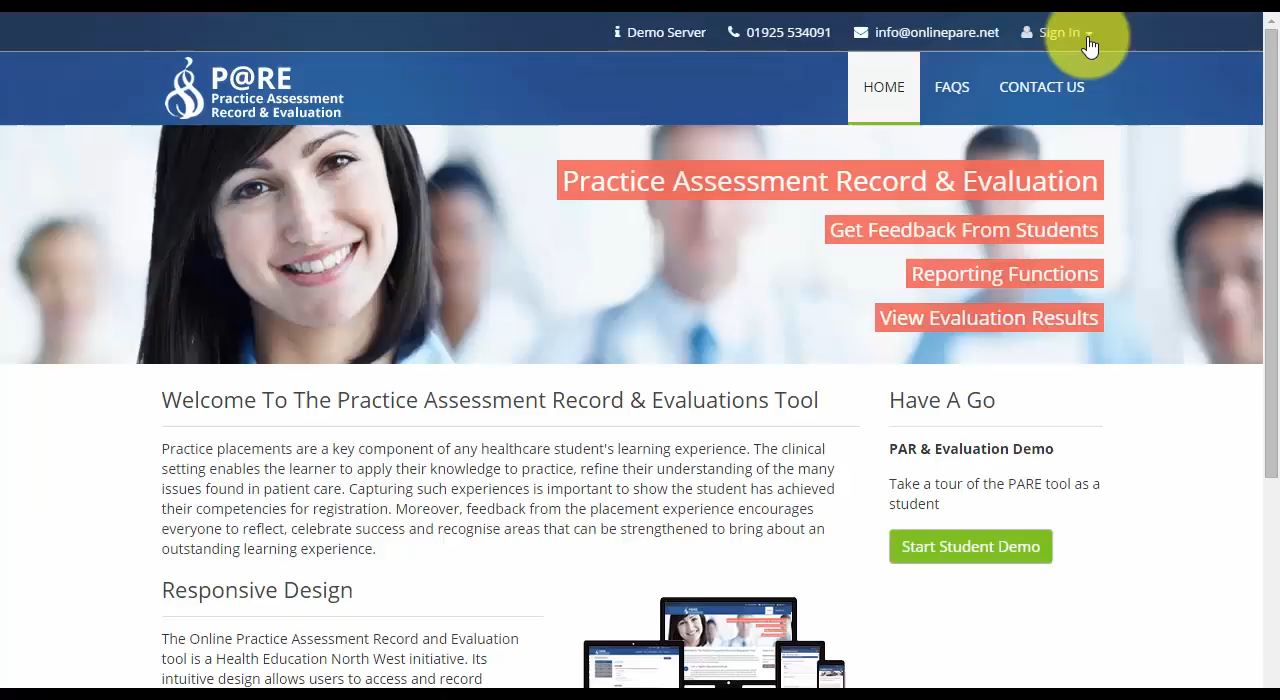 Demo Server 01925 534091 info@onlinepare.net Sign In
P@RE
Practice Assessment
Record & Evaluation
HOME FAQS CONTACT US
Practice Assessment Record & Evaluation
Get Feedback From Students
Reporting Functions
View Evaluation Results
Welcome To The Practice Assessment Record & Evaluations Tool
Practice placements are a key component of any healthcare student's learning experience. The clinical
setting enables the learner to apply their knowledge to practice, refine their understanding of the many
issues found in patient care. Capturing such experiences is important to show the student has achieved
their competencies for registration. Moreover, feedback from the placement experience encourages
everyone to reflect, celebrate success and recognise areas that can be strengthened to bring about an
outstanding learning experience.
Have A Go
PAR & Evaluation Demo
Take a tour of the PARE tool as a
student
Start Student Demo
Responsive Design
The Online Practice Assessment Record and Evaluation
tool is a Health Education North West initiative. Its
intuitive design allows users to access and record